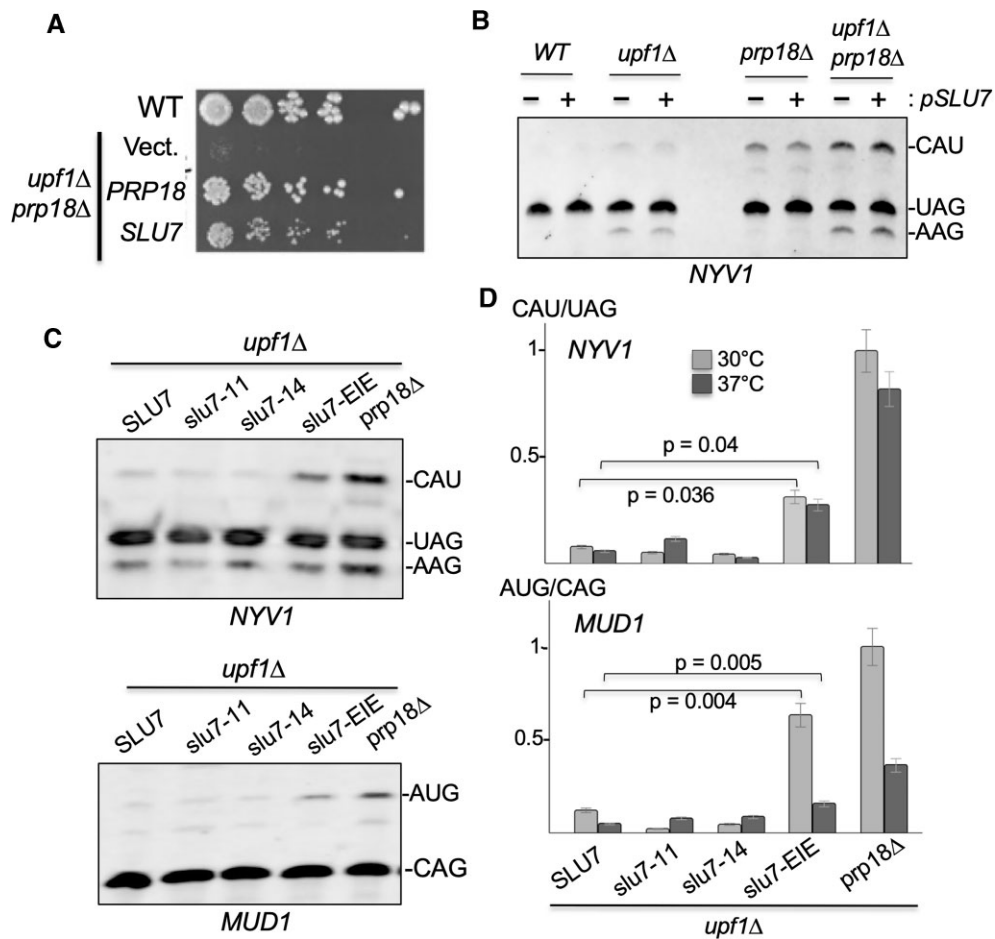 A
WT
Vect.
PRP18
SLU7
upf1Δ
prp18Δ
B
WT
upf1Δ
prp18Δ
upf1Δ
prp18Δ
– + – + – + – + : pSLU7
-CAU
-UAG
-AAG
NYV1
C
upf1Δ
SLU7 slu7-11 slu7-14 slu7-EIE prp18Δ
-CAU
-UAG
-AAG
NYV1
upf1Δ
SLU7 slu7-11 slu7-14 slu7-EIE prp18Δ
-AUG
-CAG
MUD1
D
CAU/UAG
NYV1
30°C
37°C
1-
0.5-
p = 0.04
p = 0.036
AUG/CAG
MUD1
1-
0.5-
p = 0.005
p = 0.004
SLU7 slu7-11 slu7-14 slu7-EIE prp18Δ
upf1Δ